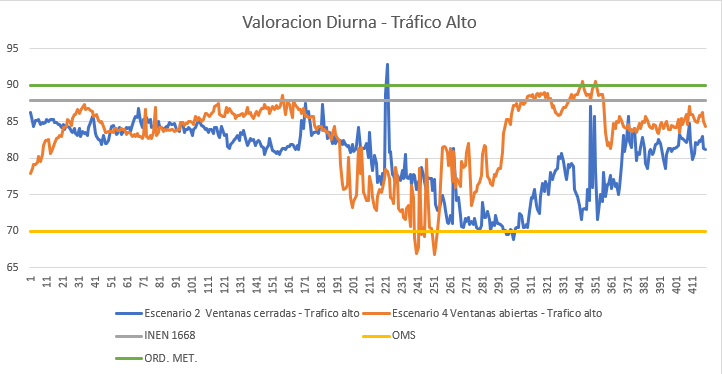 Valoracion Diurna - Tráfico Alto
95
90
85
80
75
70
65
1 11 21 31 41 51 61 71 81 91 101 111 121 131 141 151 161 171 181 191 201 211 221 231 241 251 261 271 281 291 301 311 321 331 341 351 361 371 381 391 401 411
Escenario 2 Ventanas cerradas - Trafico alto Escenario 4 Ventanas abiertas - Trafico alto
INEN 1668 OMS
ORD. MET.